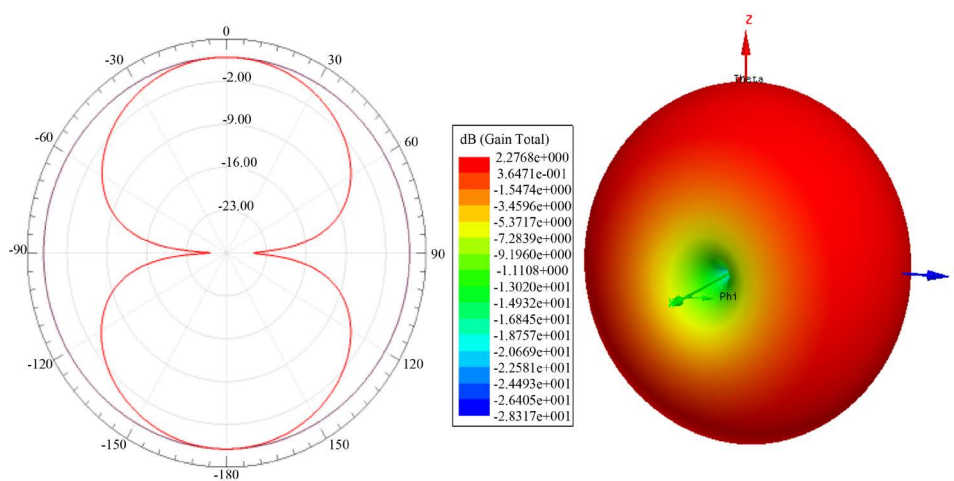 0
-30
30
-2.00
-9.00
-60
60
-16.00
-23.00
-90
90
-120
120
-150
150
-180
dB (Gain Total)
2.2768e+000
3.6471e-001
-1.5474e+000
-3.4596e+000
-5.3717e+000
-7.2839e+000
-9.1960e+000
-1.1108+000
-1.3020e+001
-1.4932e+001
-1.6845e+001
-1.8757e+001
-2.0669e+001
-2.2581e+001
-2.4493e+001
-2.6405e+001
-2.8317e+001
Z
Theta
Phi